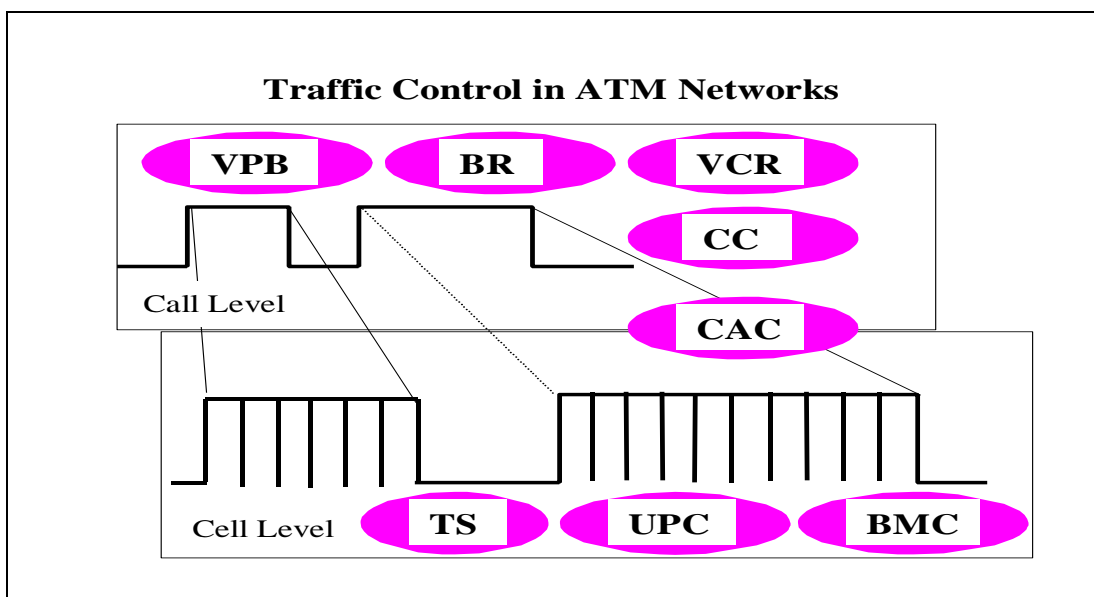 Traffic Control in ATM Networks
VPB
BR
VCR
CC
Call Level
CAC
Cell Level
TS
UPC
BMC